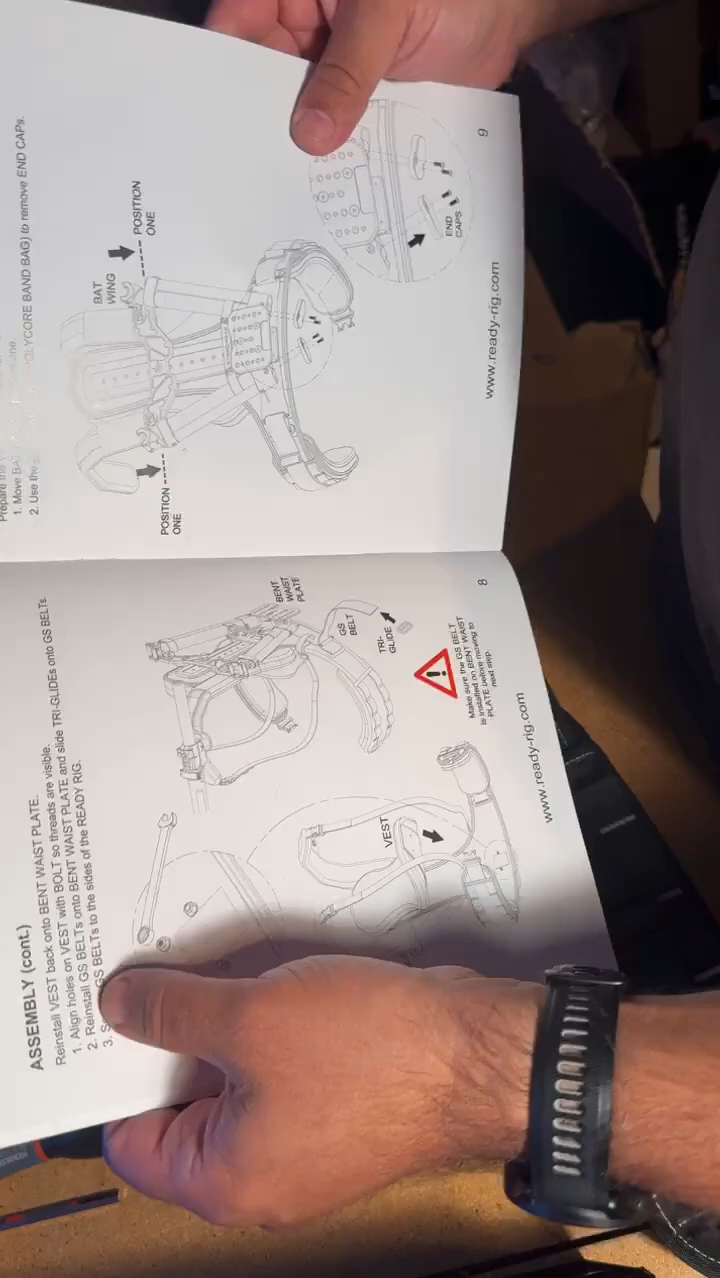 ASSEMBLY (cont.)
Reinstall VEST back onto BENT WAIST PLATE.
1. Align holes on VEST with BOLT so threads are visible.
2. Reinstall GS BELTs onto BENT WAIST PLATE and slide TRI-GLIDEs onto GS BELTs.
3. GS BELTs to the sides of the READY RIG.
VEST
BENT
WAIST
PLATE
GS
BELT
TRI-
GLIDE
Make sure the GS BELT
is installed on BENT WAIST
PLATE before moving to
next step.
www.ready-rig.com
8
Prepare the
1. Move
2. Use the BAND BAG) to remove END CAPs.
BAT
WING
POSITION
ONE
POSITION
ONE
END
CAPS
www.ready-rig.com
9